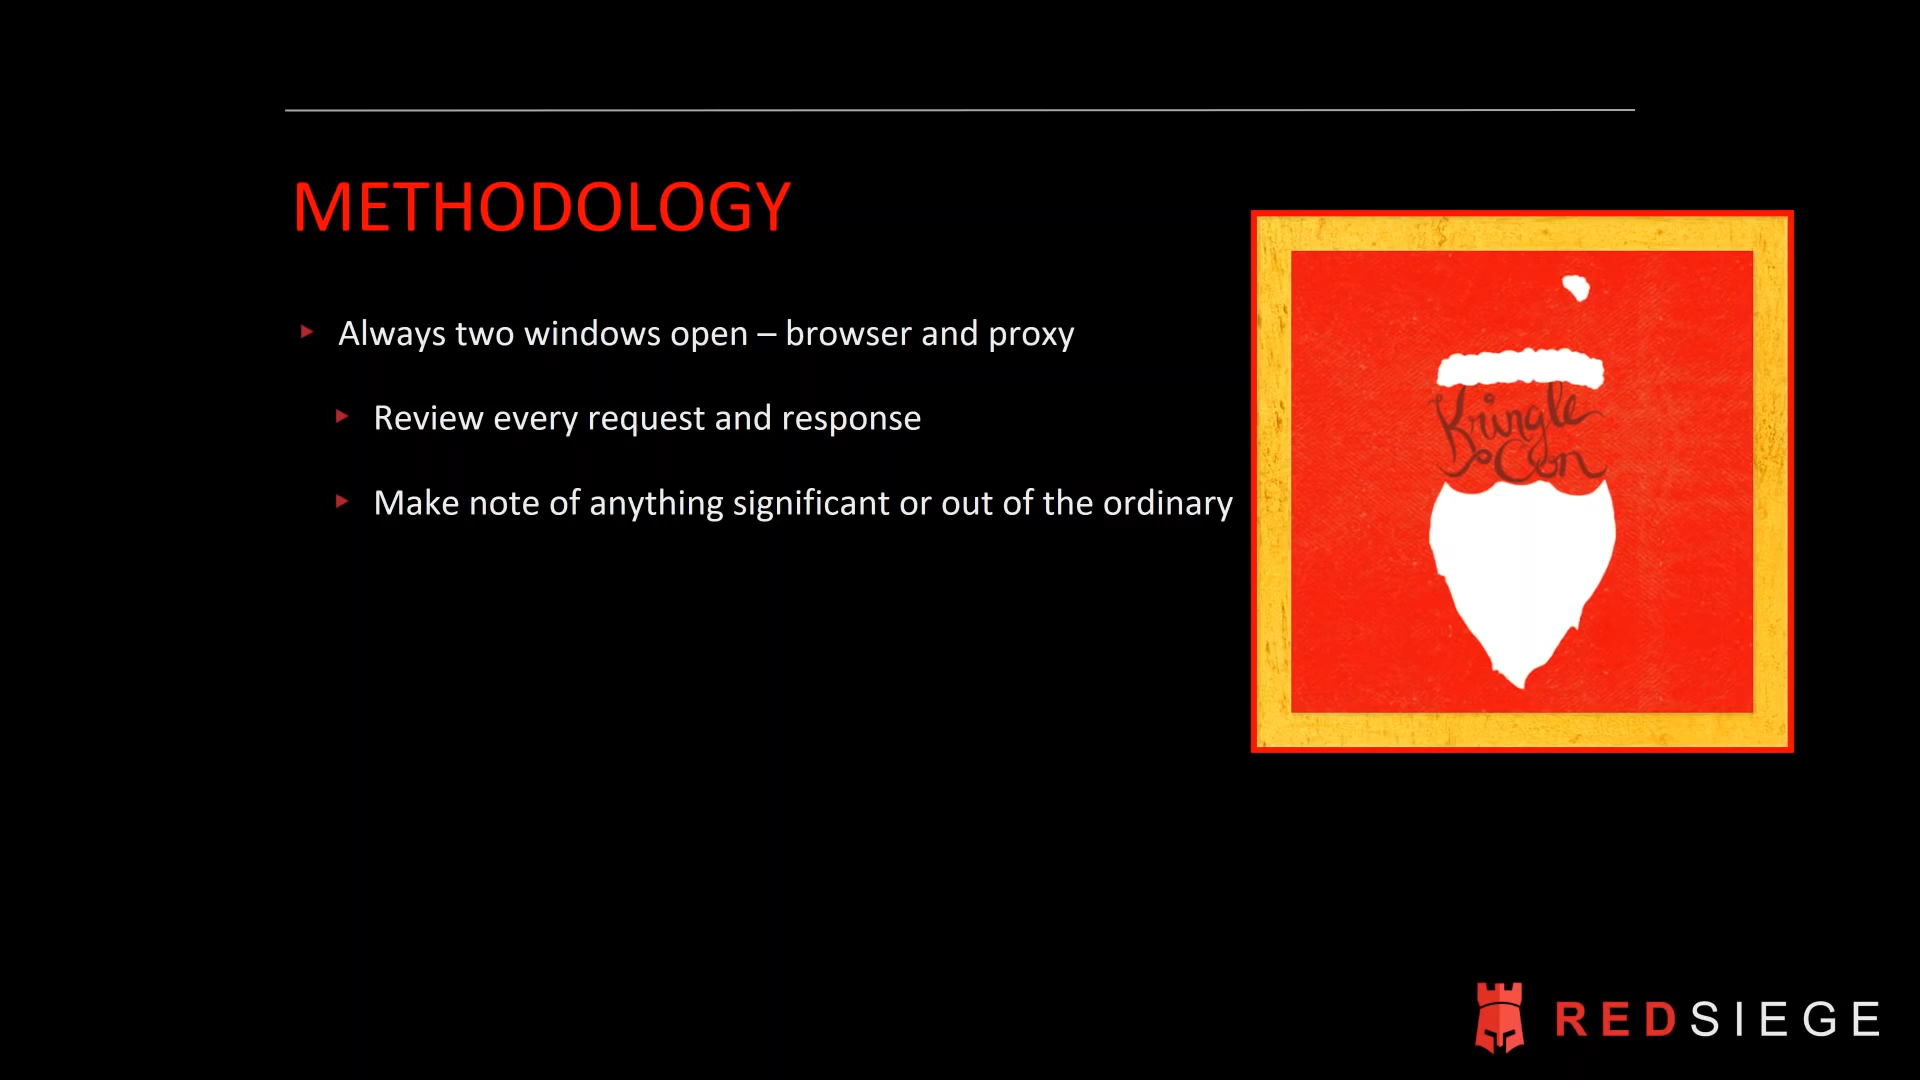 METHODOLOGY
Always two windows open – browser and proxy
Review every request and response
Make note of anything significant or out of the ordinary
Kringle
Con
REDSIEGE